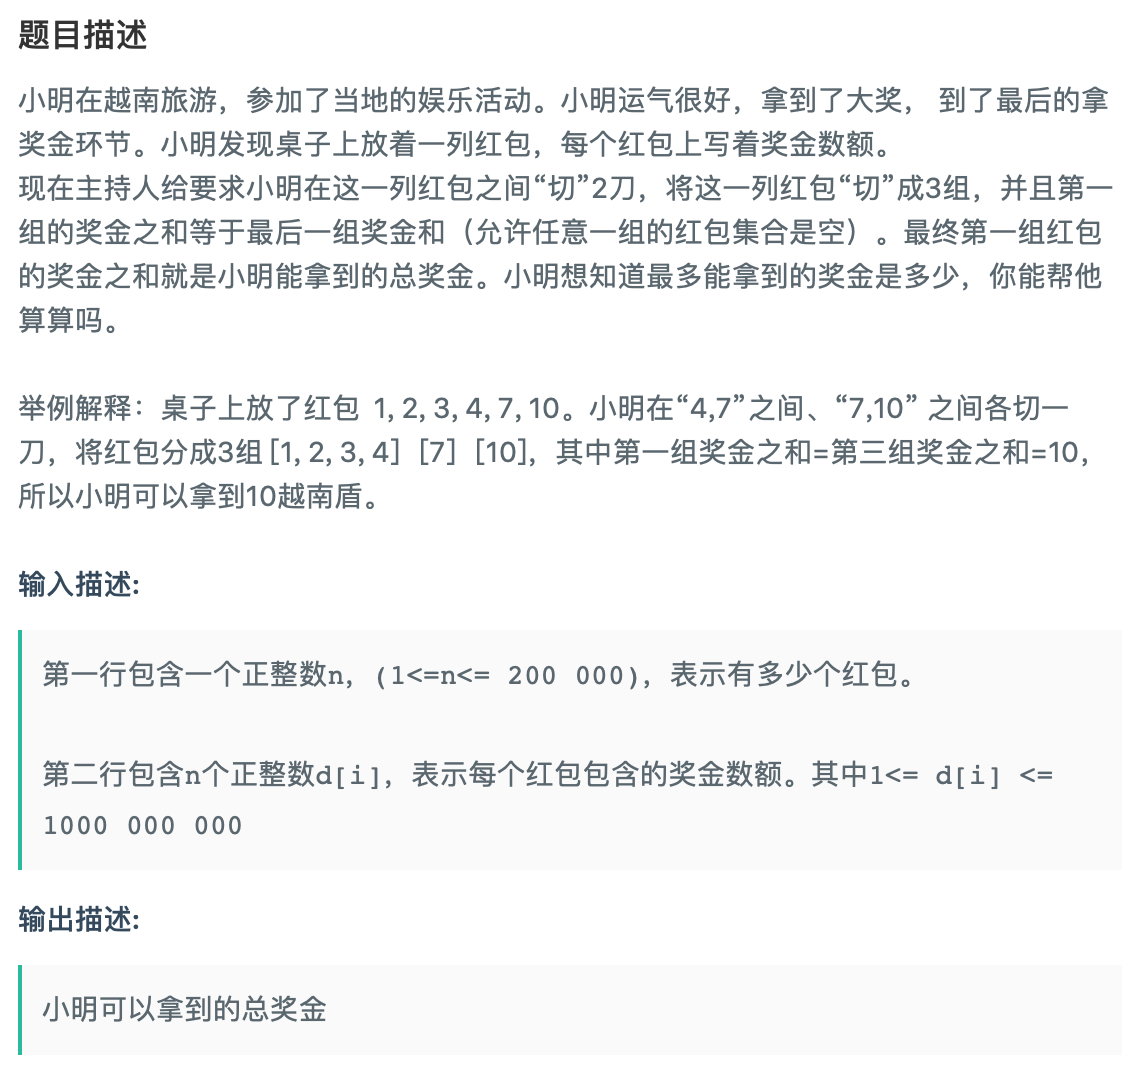 题目描述
小明在越南旅游，参加了当地的娱乐活动。小明运气很好，拿到了大奖， 到了最后的拿
奖金环节。小明发现桌子上放着一列红包，每个红包上写着奖金数额。
现在主持人给要求小明在这一列红包之间“切”2刀，将这一列红包“切”成3组，并且第一
组的奖金之和等于最后一组奖金和（允许任意一组的红包集合是空）。最终第一组红包
的奖金之和就是小明能拿到的总奖金。小明想知道最多能拿到的奖金是多少，你能帮他
算算吗。
举例解释：桌子上放了红包 1, 2, 3, 4, 7, 10。小明在“4,7”之间、“7,10” 之间各切一
刀，将红包分成3组 [1, 2, 3, 4] [7] [10]，其中第一组奖金之和=第三组奖金之和=10，
所以小明可以拿到10越南盾。
输入描述:
第一行包含一个正整数n，(1<=n<= 200 000)，表示有多少个红包。
第二行包含n个正整数d[i]，表示每个红包包含的奖金数额。其中1<= d[i] <=
1000 000 000
输出描述:
小明可以拿到的总奖金